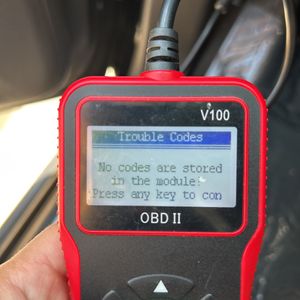 V100
Trouble Codes
No codes are stored
in the module!
Press any key to con
OBD II